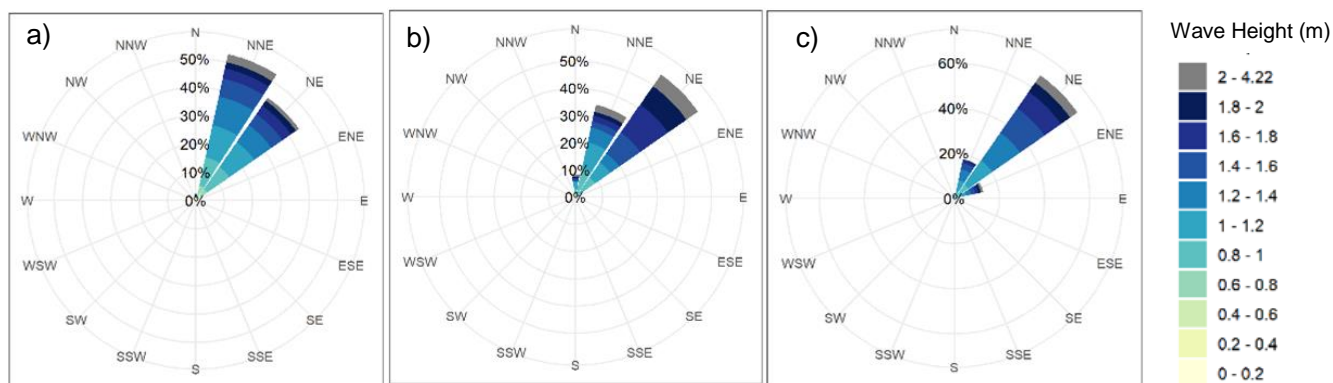 a)
N
NNE
NE
ENE
E
ESE
SE
SSE
S
SSW
SW
WSW
W
WNW
NW
NNW
50%
40%
30%
20%
10%
0%
b)
N
NNE
NE
ENE
E
ESE
SE
SSE
S
SSW
SW
WSW
W
WNW
NW
NNW
50%
40%
30%
20%
10%
0%
c)
N
NNE
NE
ENE
E
ESE
SE
SSE
S
SSW
SW
WSW
W
WNW
NW
NNW
60%
40%
20%
0%
Wave Height (m)
2 - 4.22
1.8 - 2
1.6 - 1.8
1.4 - 1.6
1.2 - 1.4
1 - 1.2
0.8 - 1
0.6 - 0.8
0.4 - 0.6
0.2 - 0.4
0 - 0.2